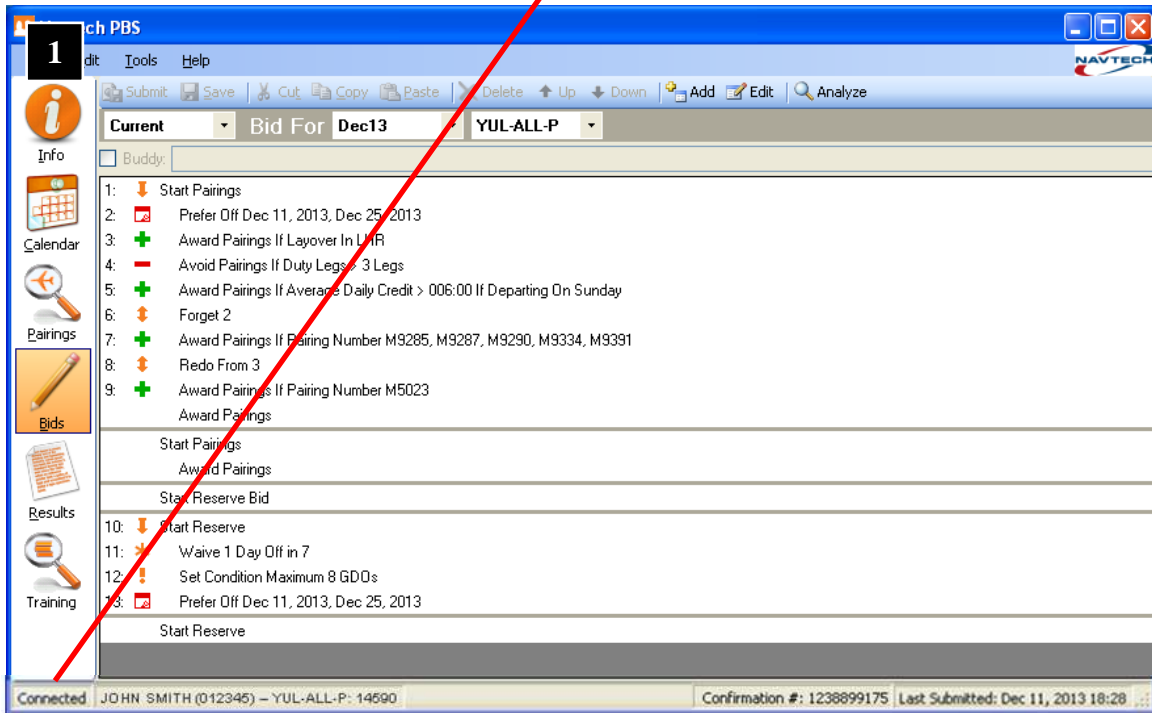 ch PBS
1
dit Tools Help
NAVTECH
Submit Save Cut Copy Paste Delete Up Down Add Edit Analyze
Current Bid For Dec13 YUL-ALL-P
Buddy:
Info
Calendar
Pairings
Bids
Results
Training
1: Start Pairings
2: Prefer Off Dec 11, 2013, Dec 25, 2013
3: Award Pairings If Layover In LHR
4: Avoid Pairings If Duty Legs > 3 Legs
5: Award Pairings If Average Daily Credit > 006:00 If Departing On Sunday
6: Forget 2
7: Award Pairings If Pairing Number M9285, M9287, M9290, M9334, M9391
8: Redo From 3
9: Award Pairings If Pairing Number M5023
Award Pairings
Start Pairings
Award Pairings
Start Reserve Bid
10: Start Reserve
11: Waive 1 Day Off in 7
12: Set Condition Maximum 8 GDOs
13: Prefer Off Dec 11, 2013, Dec 25, 2013
Start Reserve
Connected JOHN SMITH (012345) – YUL-ALL-P: 14590 Confirmation #: 1238899175 Last Submitted: Dec 11, 2013 18:28